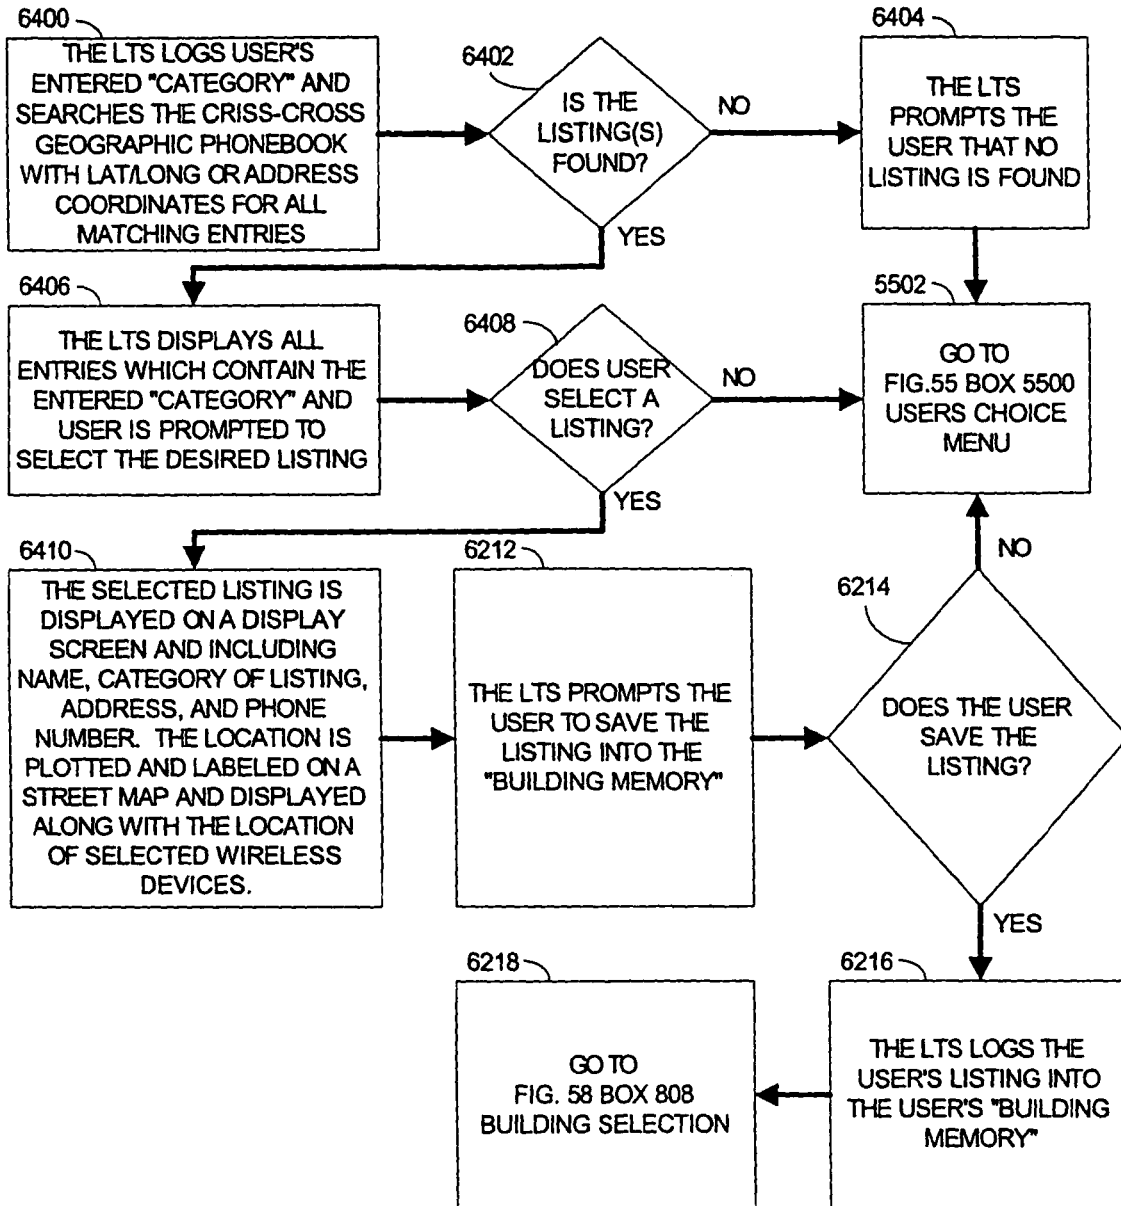 6400
THE LTS LOGS USER'S
ENTERED "CATEGORY" AND
SEARCHES THE CRISS-CROSS
GEOGRAPHIC PHONEBOOK
WITH LAT/LONG OR ADDRESS
COORDINATES FOR ALL
MATCHING ENTRIES
6402
IS THE
LISTING(S)
FOUND?
NO
YES
6404
THE LTS
PROMPTS THE
USER THAT NO
LISTING IS FOUND
6406
THE LTS DISPLAYS ALL
ENTRIES WHICH CONTAIN THE
ENTERED "CATEGORY" AND
USER IS PROMPTED TO
SELECT THE DESIRED LISTING
6408
DOES USER
SELECT A
LISTING?
NO
YES
5502
GO TO
FIG.55 BOX 5500
USERS CHOICE
MENU
6410
THE SELECTED LISTING IS
DISPLAYED ON A DISPLAY
SCREEN AND INCLUDING
NAME, CATEGORY OF LISTING,
ADDRESS, AND PHONE
NUMBER. THE LOCATION IS
PLOTTED AND LABELED ON A
STREET MAP AND DISPLAYED
ALONG WITH THE LOCATION
OF SELECTED WIRELESS
DEVICES.
6212
THE LTS PROMPTS THE
USER TO SAVE THE
LISTING INTO THE
"BUILDING MEMORY"
6214
DOES THE USER
SAVE THE
LISTING?
NO
YES
6218
GO TO
FIG. 58 BOX 808
BUILDING SELECTION
6216
THE LTS LOGS THE
USER'S LISTING INTO
THE USER'S "BUILDING
MEMORY"